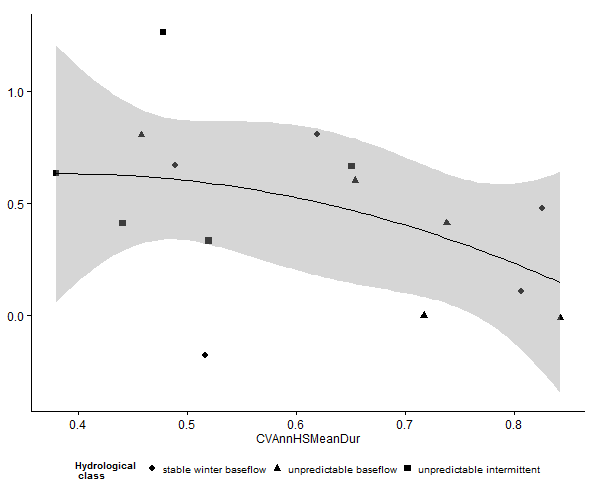 1.0
0.5
0.0
0.4 0.5 0.6 0.7 0.8
CVAnnHSMeanDur
Hydrological
class
stable winter baseflow unpredictable baseflow unpredictable intermittent